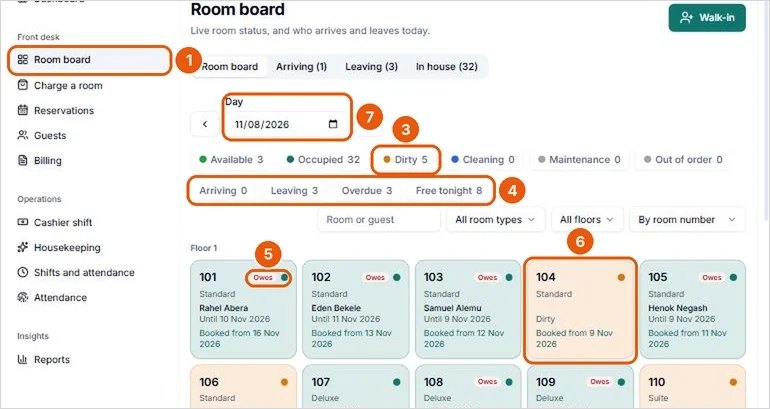 Dashboard
Room board
Live room status, and who arrives and leaves today.
Walk-in
Front desk
Room board
1
Charge a room
Reservations
Guests
Billing
Operations
Cashier shift
Housekeeping
Shifts and attendance
Attendance
Insights
Reports
Room board
Arriving (1)
Leaving (3)
In house (32)
Day
11/08/2026
7
3
Available 3
Occupied 32
Dirty 5
Cleaning 0
Maintenance 0
Out of order 0
Arriving 0
Leaving 3
Overdue 3
Free tonight 8
4
Room or guest
All room types
All floors
By room number
Floor 1
5
6
101
Owes
Standard
Rahel Abera
Until 10 Nov 2026
Booked from 16 Nov
2026
102
Owes
Standard
Eden Bekele
Until 11 Nov 2026
Booked from 13 Nov
2026
103
Owes
Standard
Samuel Alemu
Until 9 Nov 2026
Booked from 12 Nov
2026
104
Standard
Dirty
Booked from 9 Nov
2026
105
Owes
Standard
Henok Negash
Until 9 Nov 2026
Booked from 11 Nov
2026
106
Standard
107
Deluxe
108
Owes
Deluxe
109
Owes
Deluxe
110
Suite